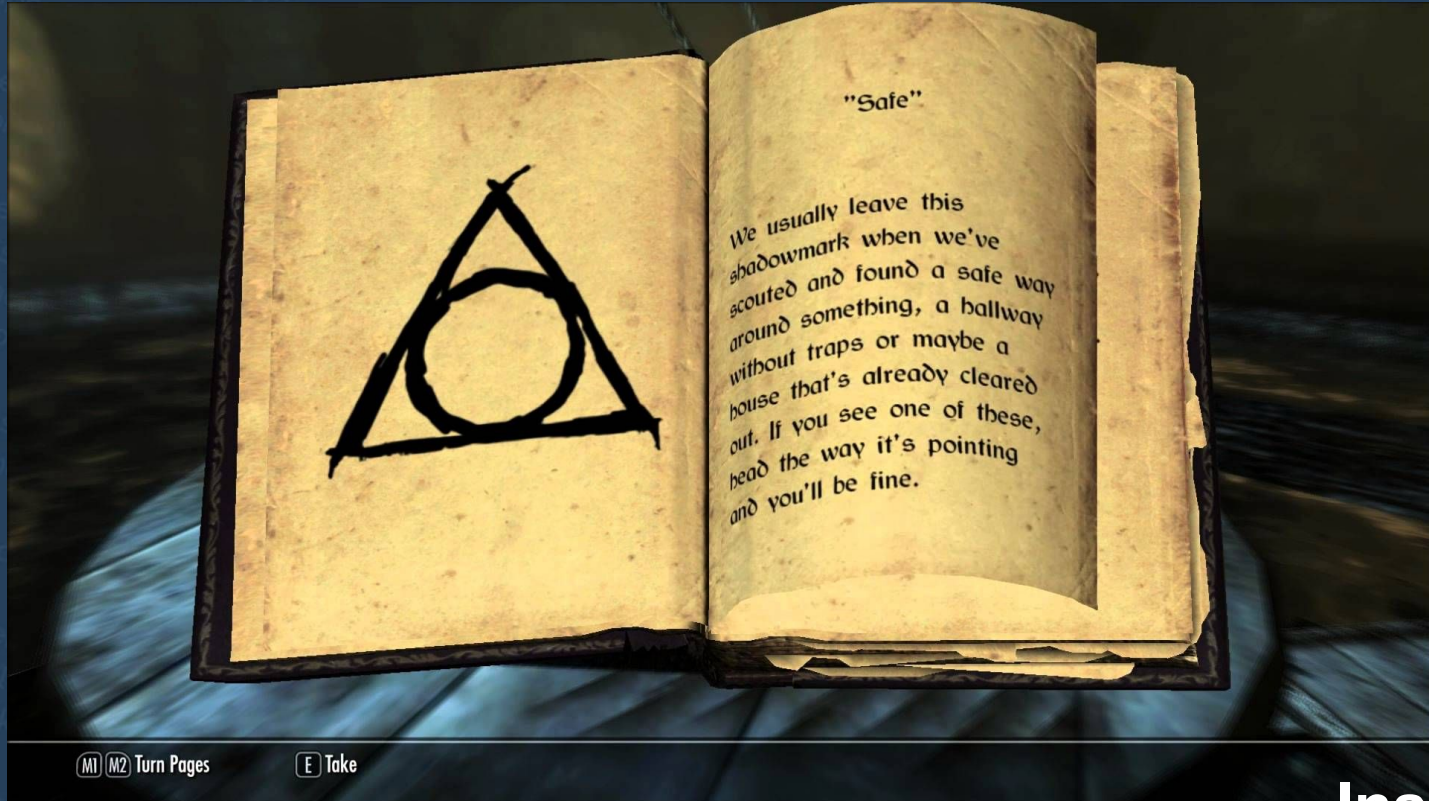 "Safe"
We usually leave this
shadowmark when we've
scouted and found a safe way
around something, a hallway
without traps or maybe a
house that's already cleared
out. If you see one of these,
head the way it's pointing
and you'll be fine.
M1 M2 Turn Pages
E Take